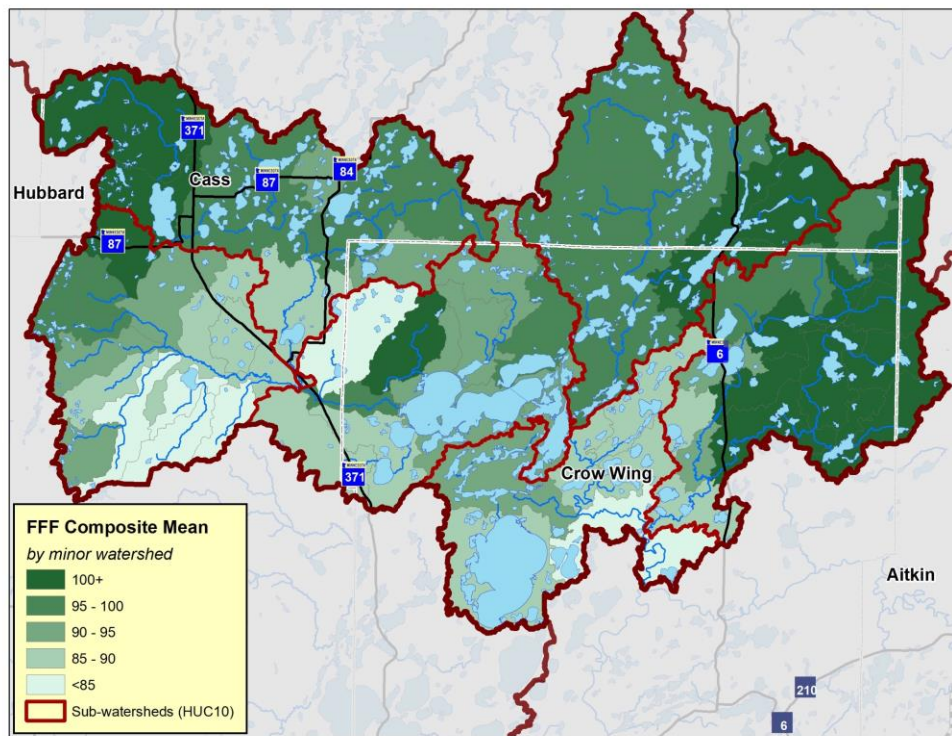 371
Cass
87
84
Hubbard
87
6
371
Crow Wing
Aitkin
210
6
FFF Composite Mean
by minor watershed
100+
95 - 100
90 - 95
85 - 90
<85
Sub-watersheds (HUC10)